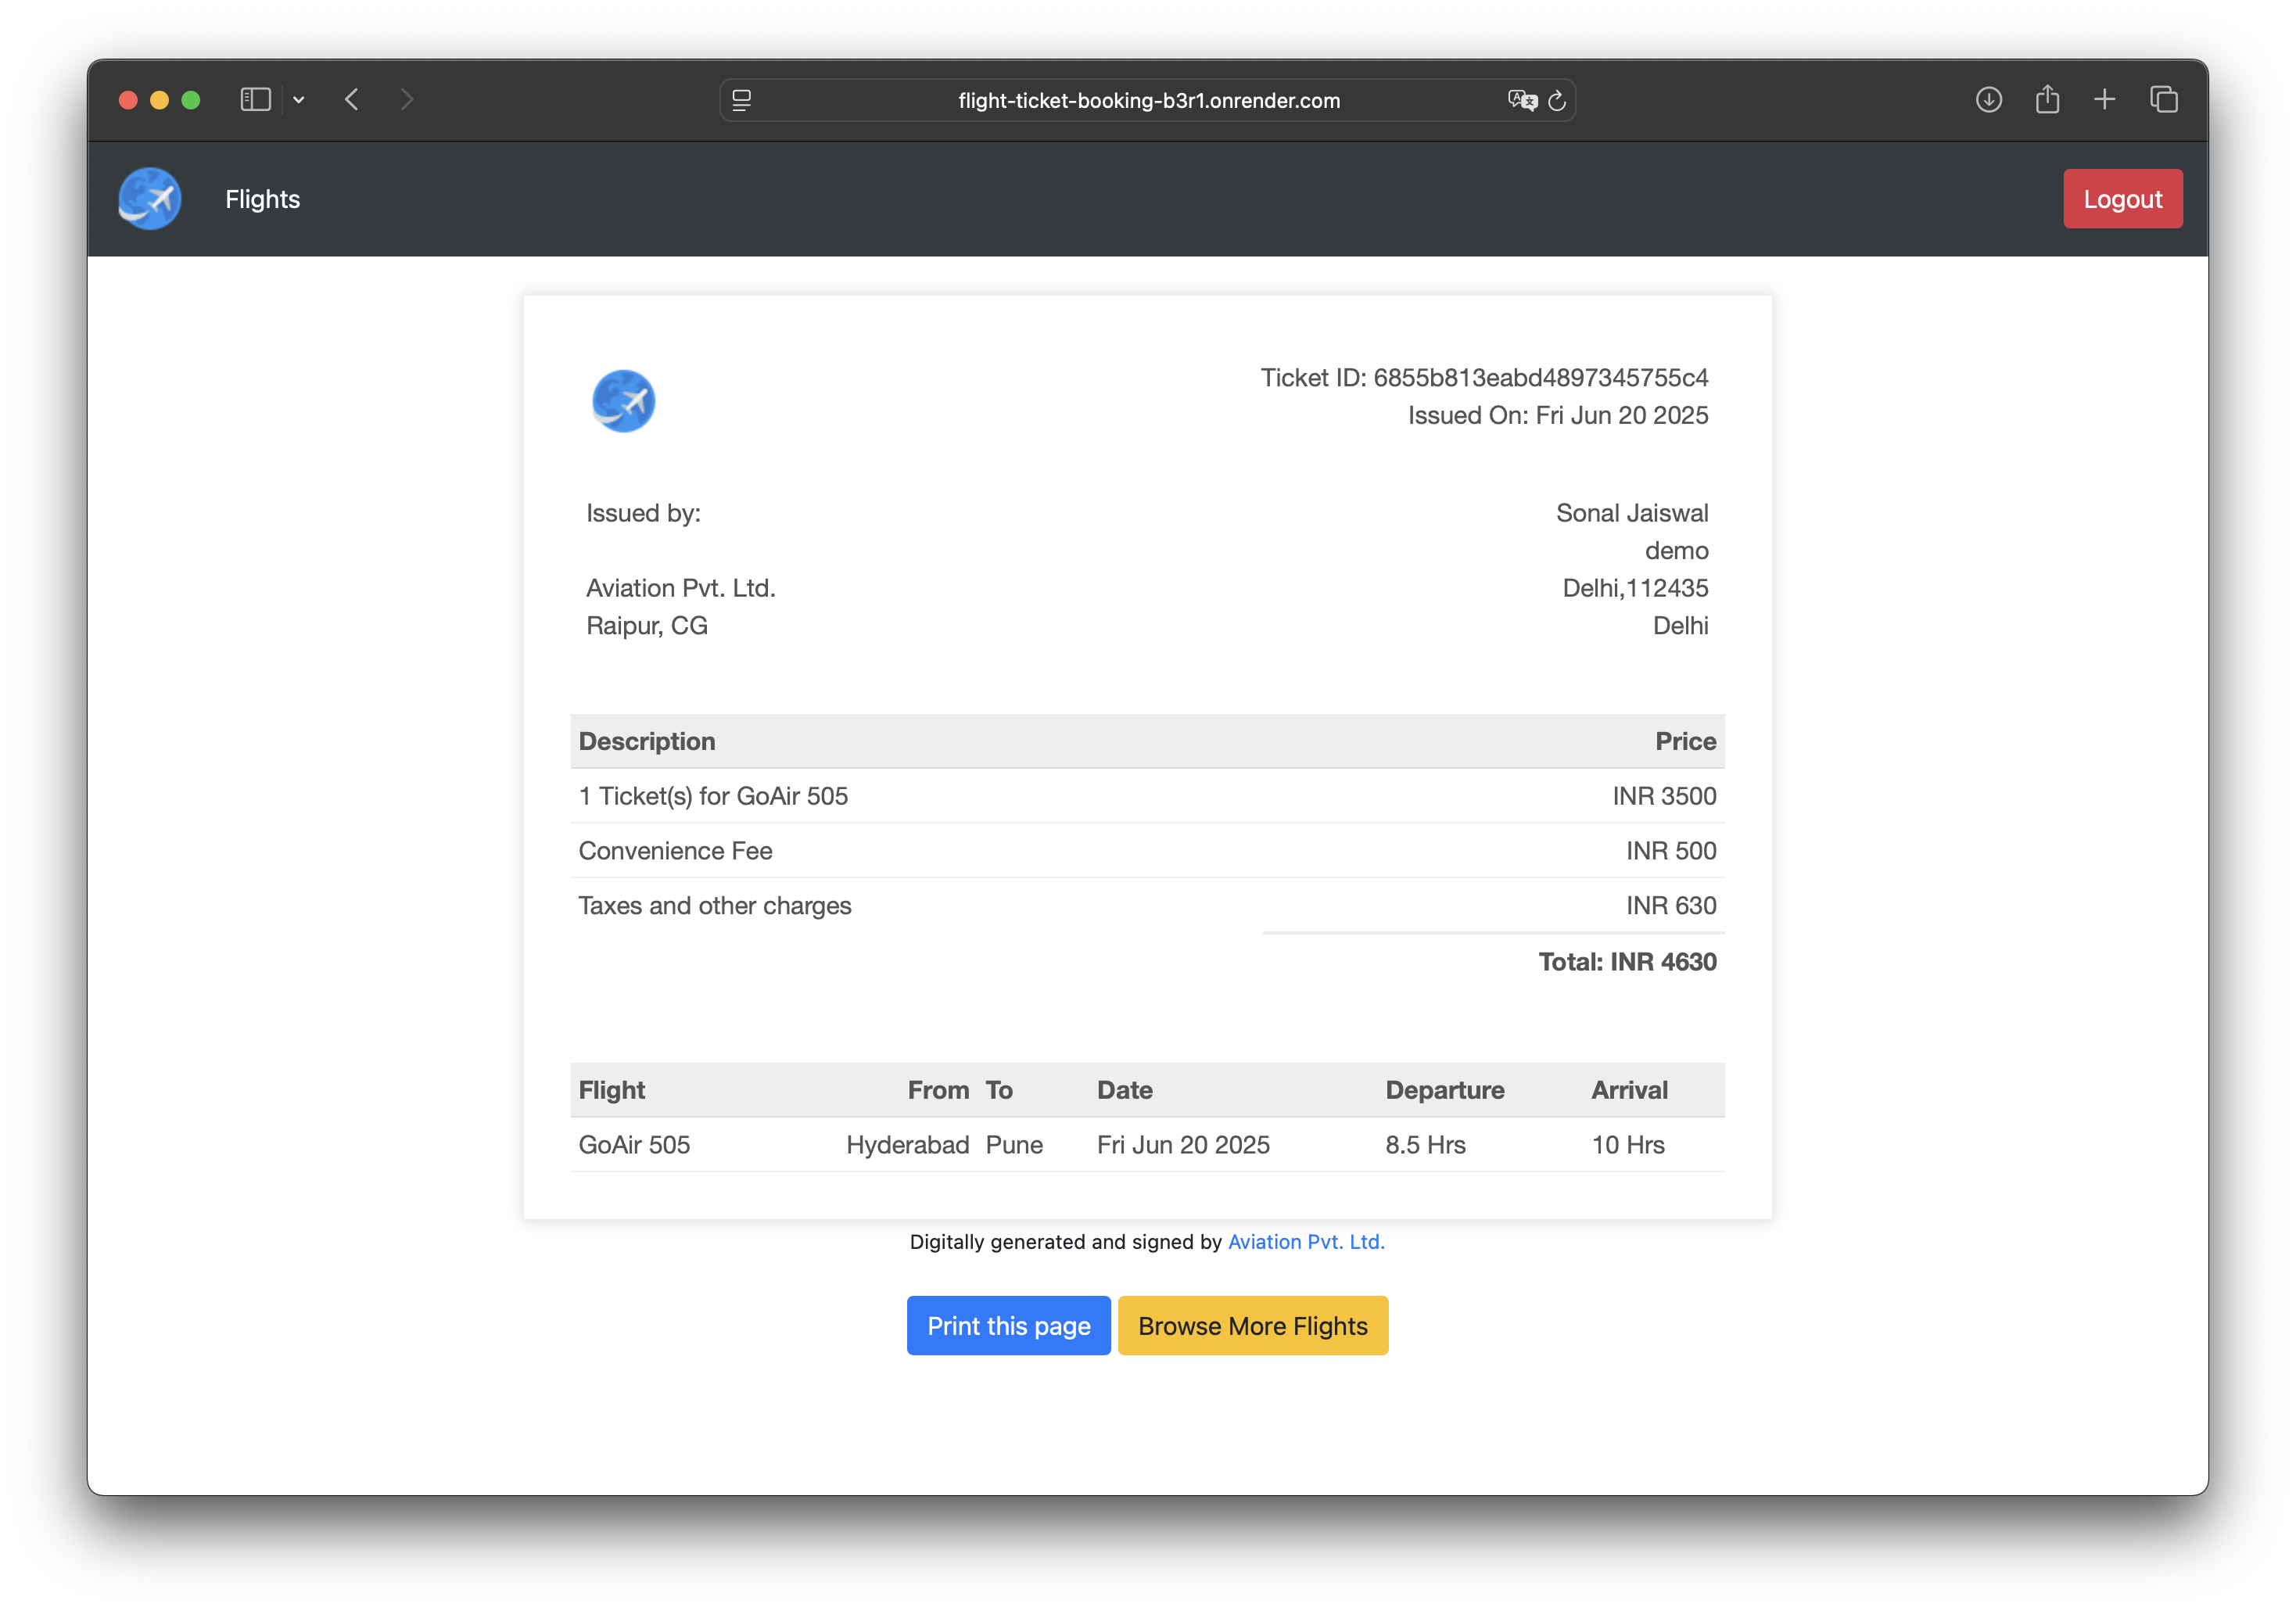 flight-ticket-booking-b3r1.onrender.com
Flights
Logout
Ticket ID: 6855b813eabd4897345755c4
Issued On: Fri Jun 20 2025
Issued by:
Aviation Pvt. Ltd.
Raipur, CG
Sonal Jaiswal
demo
Delhi,112435
Delhi
Description Price
1 Ticket(s) for GoAir 505 INR 3500
Convenience Fee INR 500
Taxes and other charges INR 630
Total: INR 4630
Flight From To Date Departure Arrival
GoAir 505 Hyderabad Pune Fri Jun 20 2025 8.5 Hrs 10 Hrs
Digitally generated and signed by Aviation Pvt. Ltd.
Print this page
Browse More Flights